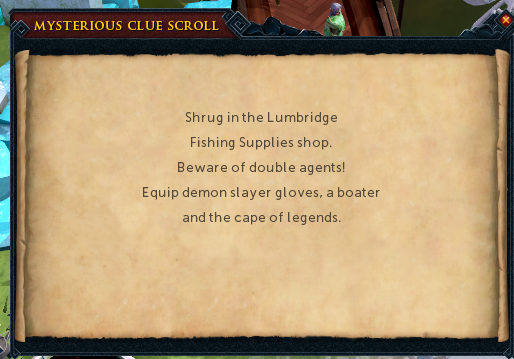 MYSTERIOUS CLUE SCROLL
Shrug in the Lumbridge
Fishing Supplies shop.
Beware of double agents!
Equip demon slayer gloves, a boater
and the cape of legends.